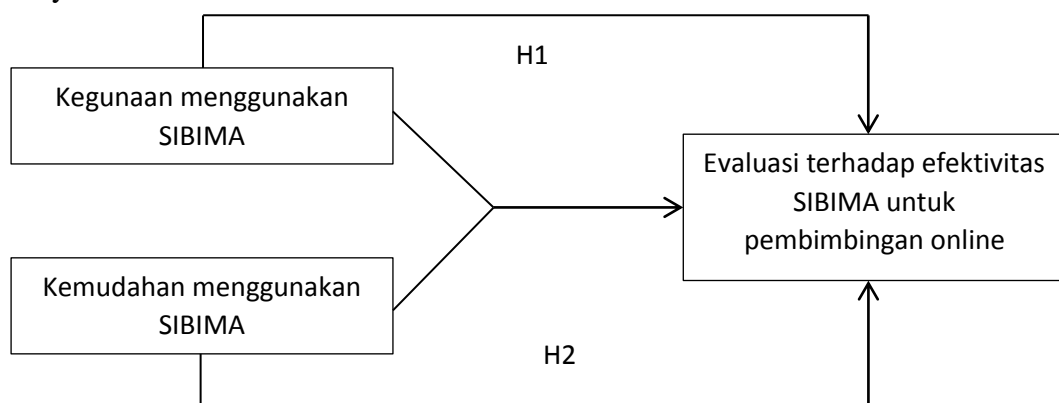 H1
Kegunaan menggunakan
SIBIMA
Evaluasi terhadap efektivitas
SIBIMA untuk
pembimbingan online
Kemudahan menggunakan
SIBIMA
H2